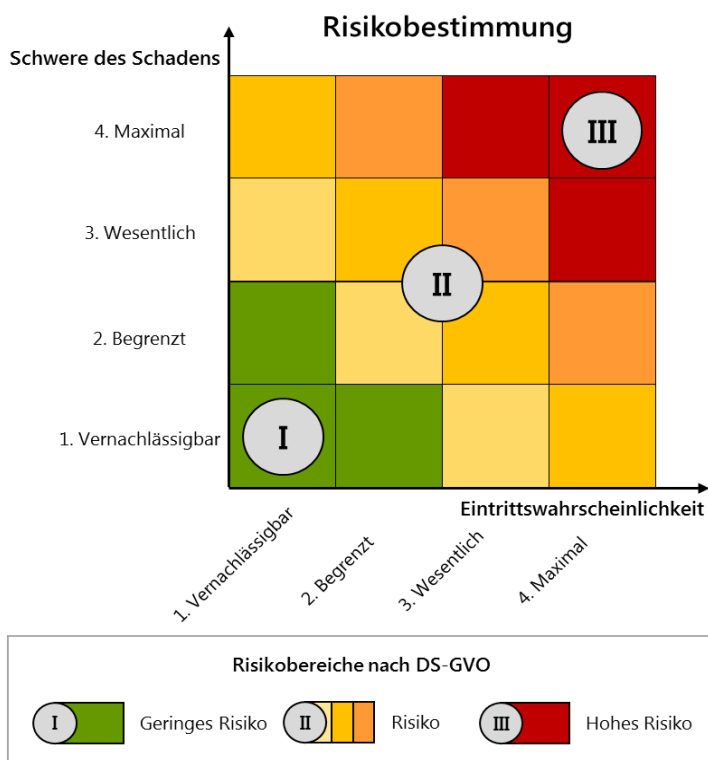 Risikobestimmung
Schwere des Schadens
4. Maximal
III
3. Wesentlich
II
2. Begrenzt
1. Vernachlässigbar
I
Eintrittswahrscheinlichkeit
1. Vernachlässigbar
2. Begrenzt
3. Wesentlich
4. Maximal
Risikobereiche nach DS-GVO
I Geringes Risiko II Risiko III Hohes Risiko